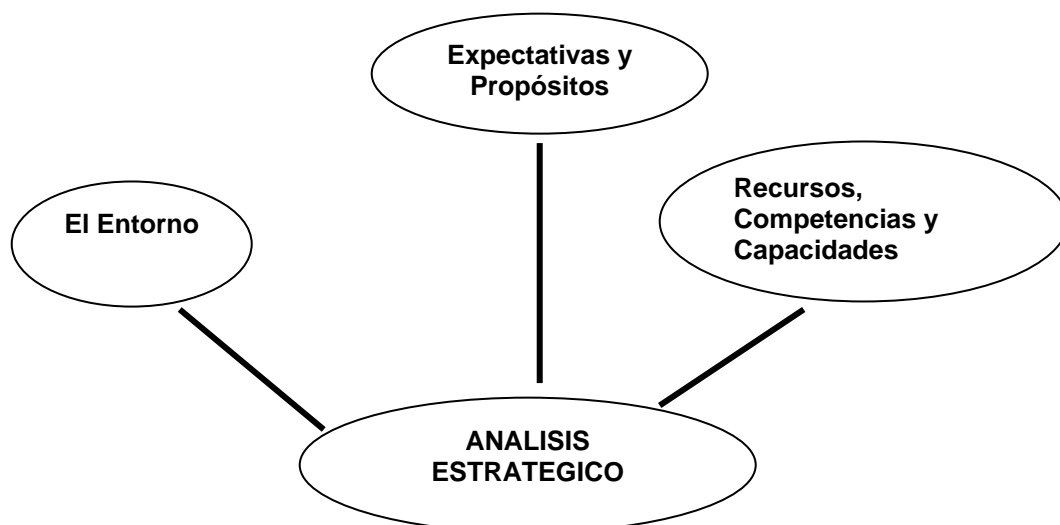 Expectativas y
Propósitos
El Entorno
Recursos,
Competencias y
Capacidades
ANALISIS
ESTRATEGICO